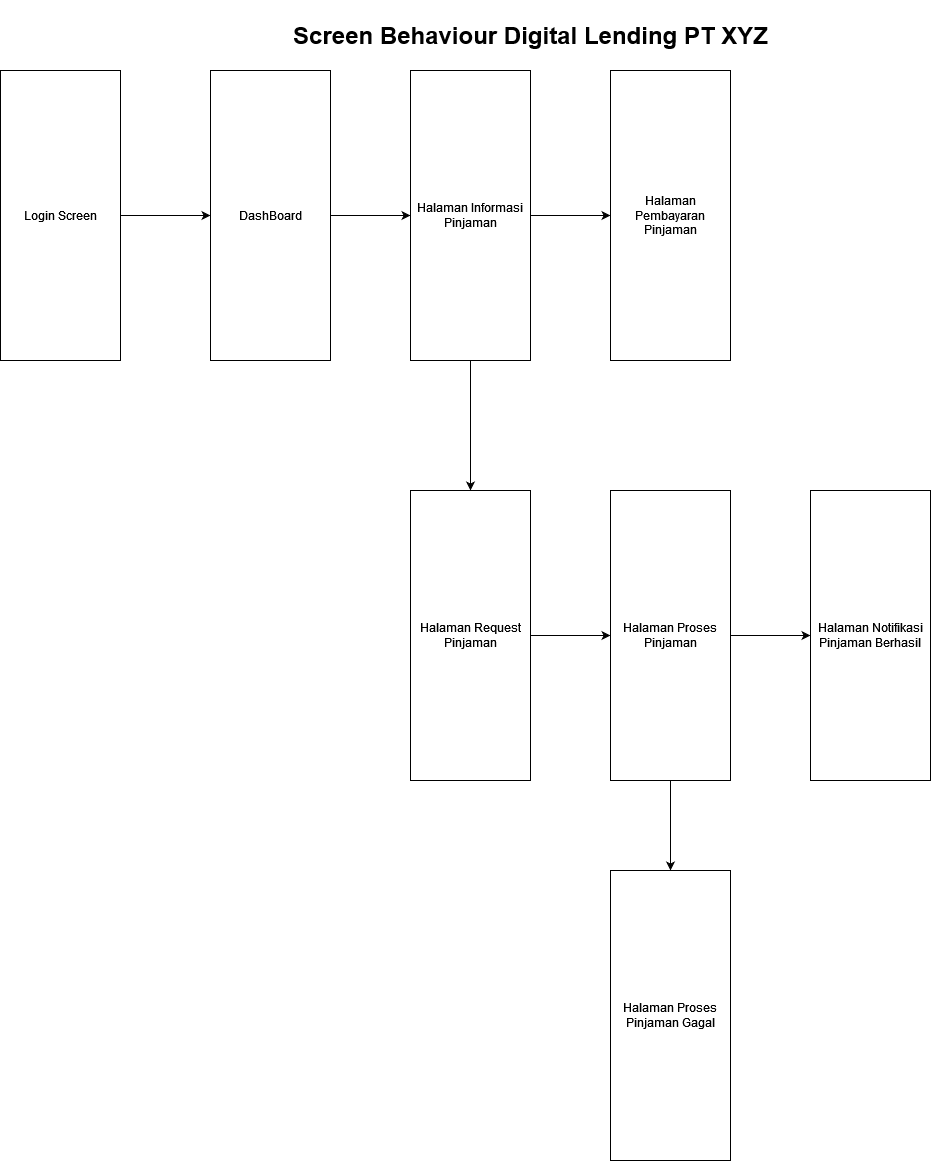 Screen Behaviour Digital Lending PT XYZ
Login Screen
DashBoard
Halaman Informasi
Pinjaman
Halaman
Pembayaran
Pinjaman
Halaman Request
Pinjaman
Halaman Proses
Pinjaman
Halaman Notifikasi
Pinjaman Berhasil
Halaman Proses
Pinjaman Gagal